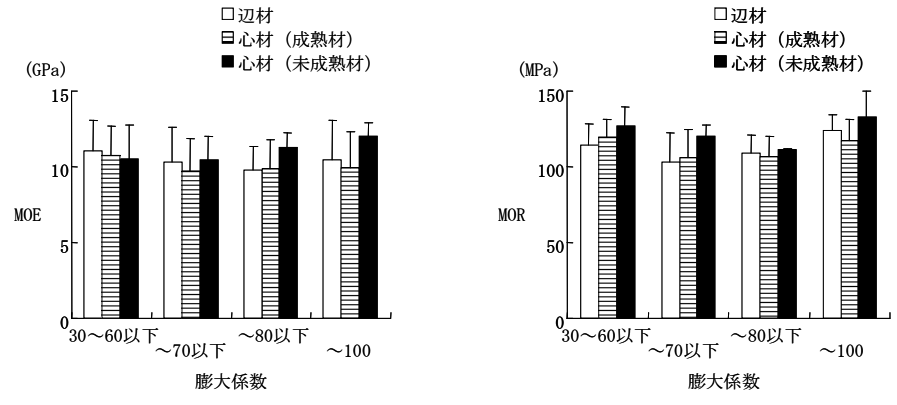 辺材
心材（成熟材）
心材（未成熟材）
(GPa)
15
10
MOE
5
0
30～60以下
～70以下
～80以下
～100
膨大係数
辺材
心材（成熟材）
心材（未成熟材）
(MPa)
150
100
MOR
50
0
30～60以下
～70以下
～80以下
～100
膨大係数